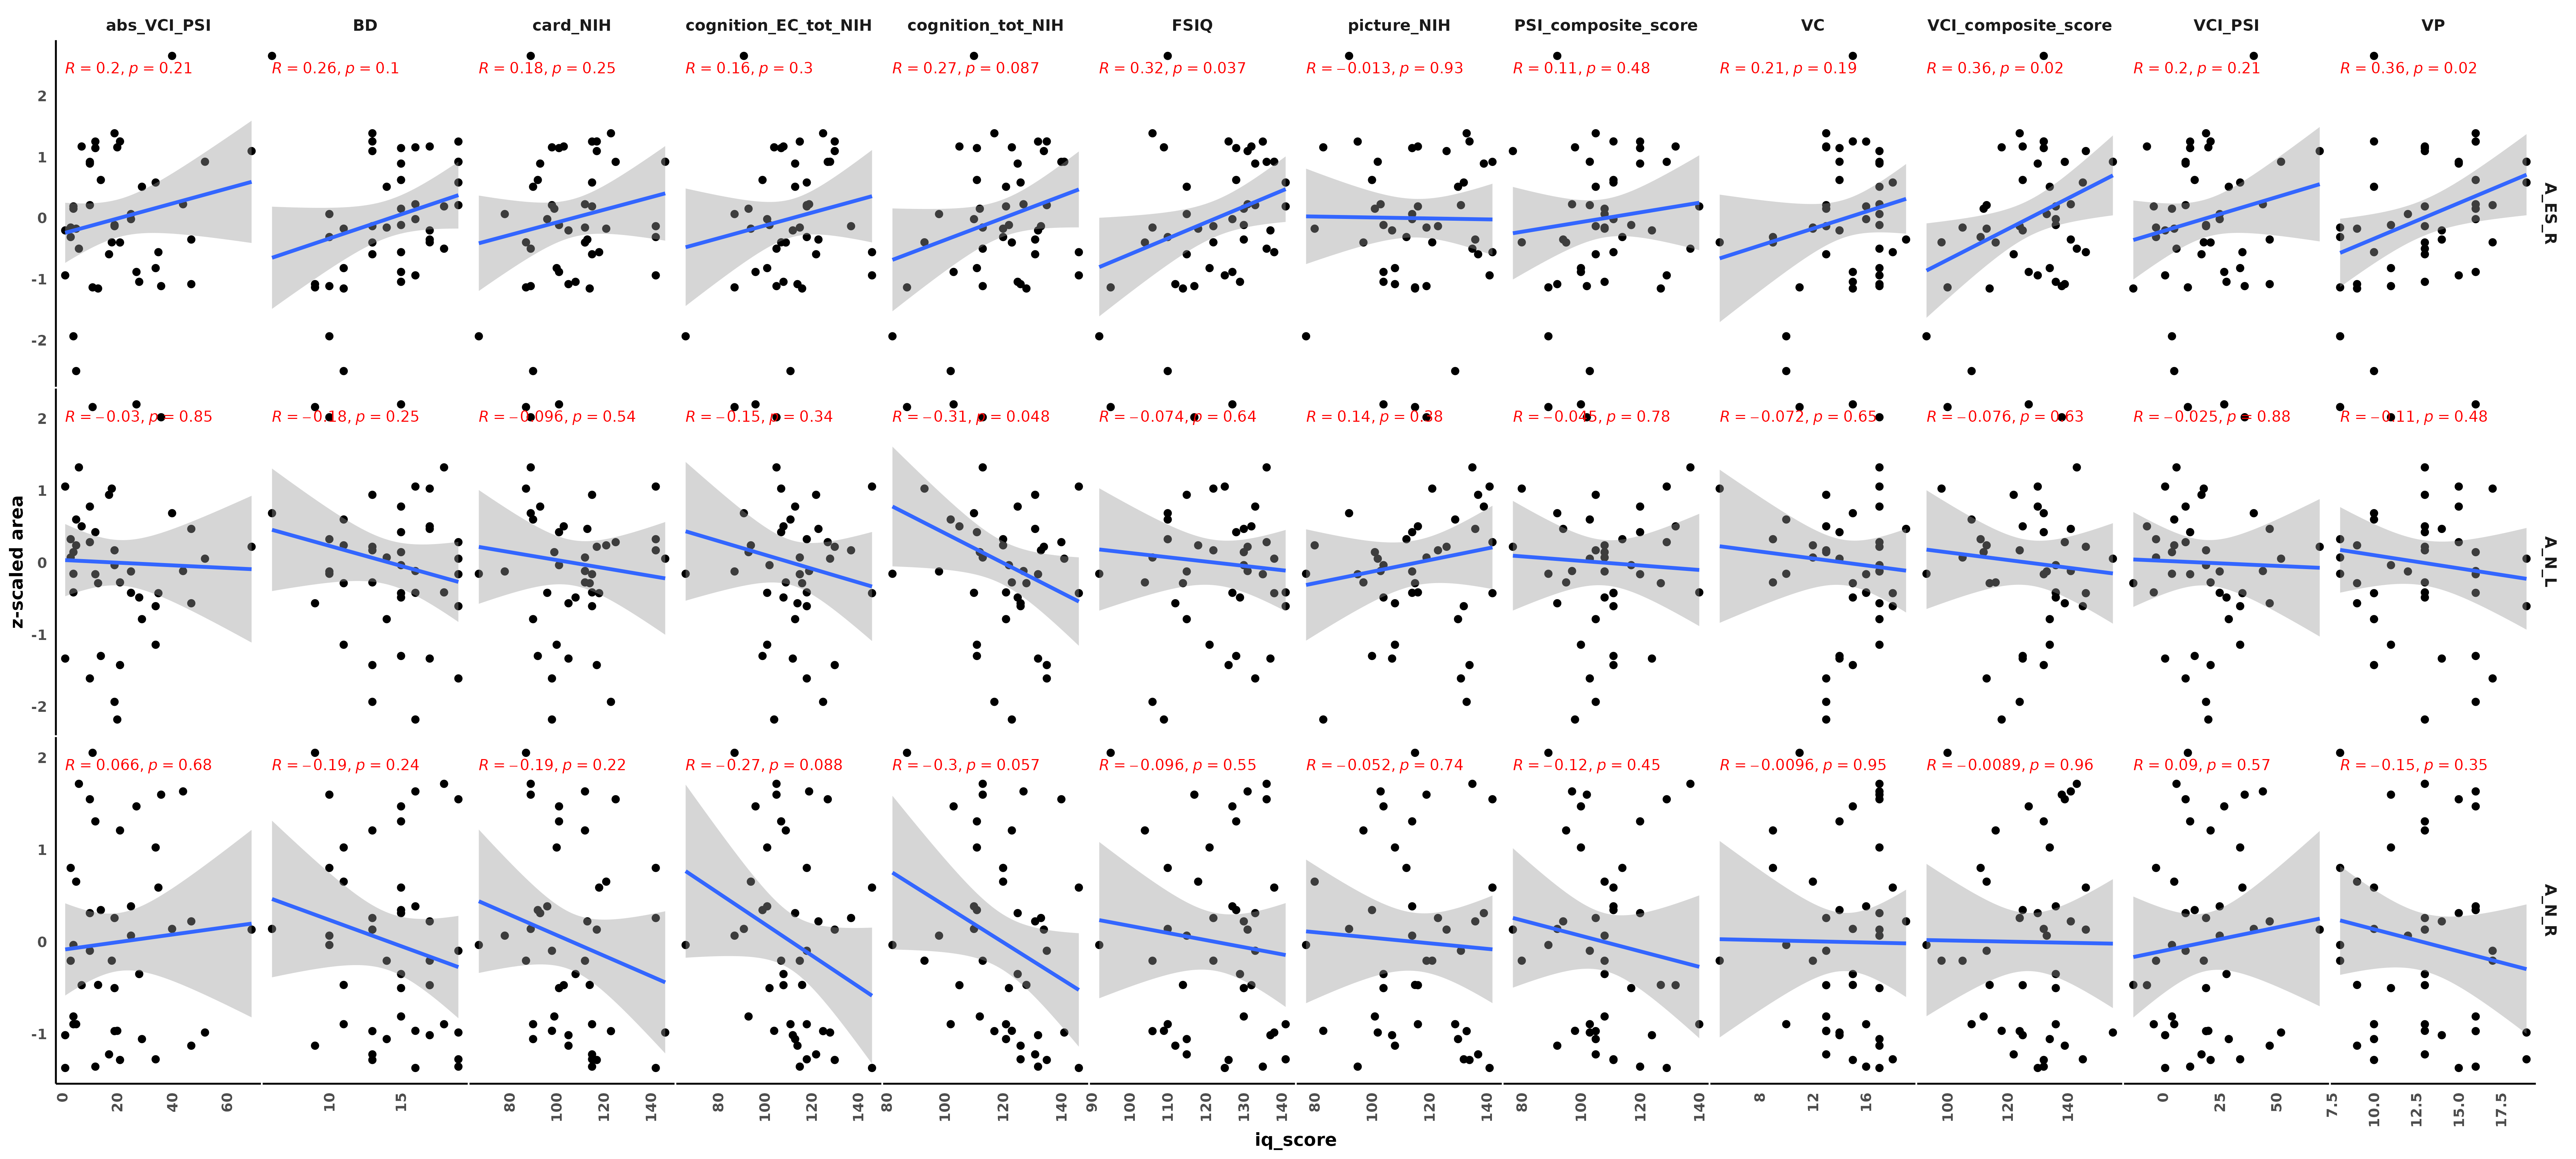 abs_VCI_PSI BD card_NIH cognition_EC_tot_NIH cognition_tot_NIH FSIQ picture_NIH PSI_composite_score VC VCI_composite_score VCI_PSI VP
R = 0.2, p = 0.21 R = 0.26, p = 0.1 R = 0.18, p = 0.25 R = 0.16, p = 0.3 R = 0.27, p = 0.087 R = 0.32, p = 0.037 R = −0.013, p = 0.93 R = 0.11, p = 0.48 R = 0.21, p = 0.19 R = 0.36, p = 0.02 R = 0.2, p = 0.21 R = 0.36, p = 0.02
2
1
0
-1
-2
A_ES_R
R = −0.03, p = 0.85 R = −0.18, p = 0.25 R = −0.096, p = 0.54 R = −0.15, p = 0.34 R = −0.31, p = 0.048 R = −0.074, p = 0.64 R = 0.14, p = 0.38 R = −0.045, p = 0.78 R = −0.072, p = 0.65 R = −0.076, p = 0.63 R = −0.025, p = 0.88 R = −0.11, p = 0.48
2
1
0
-1
-2
A_N_L
z-scaled area
R = 0.066, p = 0.68 R = −0.19, p = 0.24 R = −0.19, p = 0.22 R = −0.27, p = 0.088 R = −0.3, p = 0.057 R = −0.096, p = 0.55 R = −0.052, p = 0.74 R = −0.12, p = 0.45 R = −0.0096, p = 0.95 R = −0.0089, p = 0.96 R = 0.09, p = 0.57 R = −0.15, p = 0.35
2
1
0
-1
A_N_R
0 20 40 60 10 15 80 100 120 140 80 100 120 140 80 100 120 140 90 100 110 120 130 140 80 100 120 140 80 100 120 140 8 12 16 100 120 140 0 25 50 7.5 10.0 12.5 15.0 17.5
iq_score